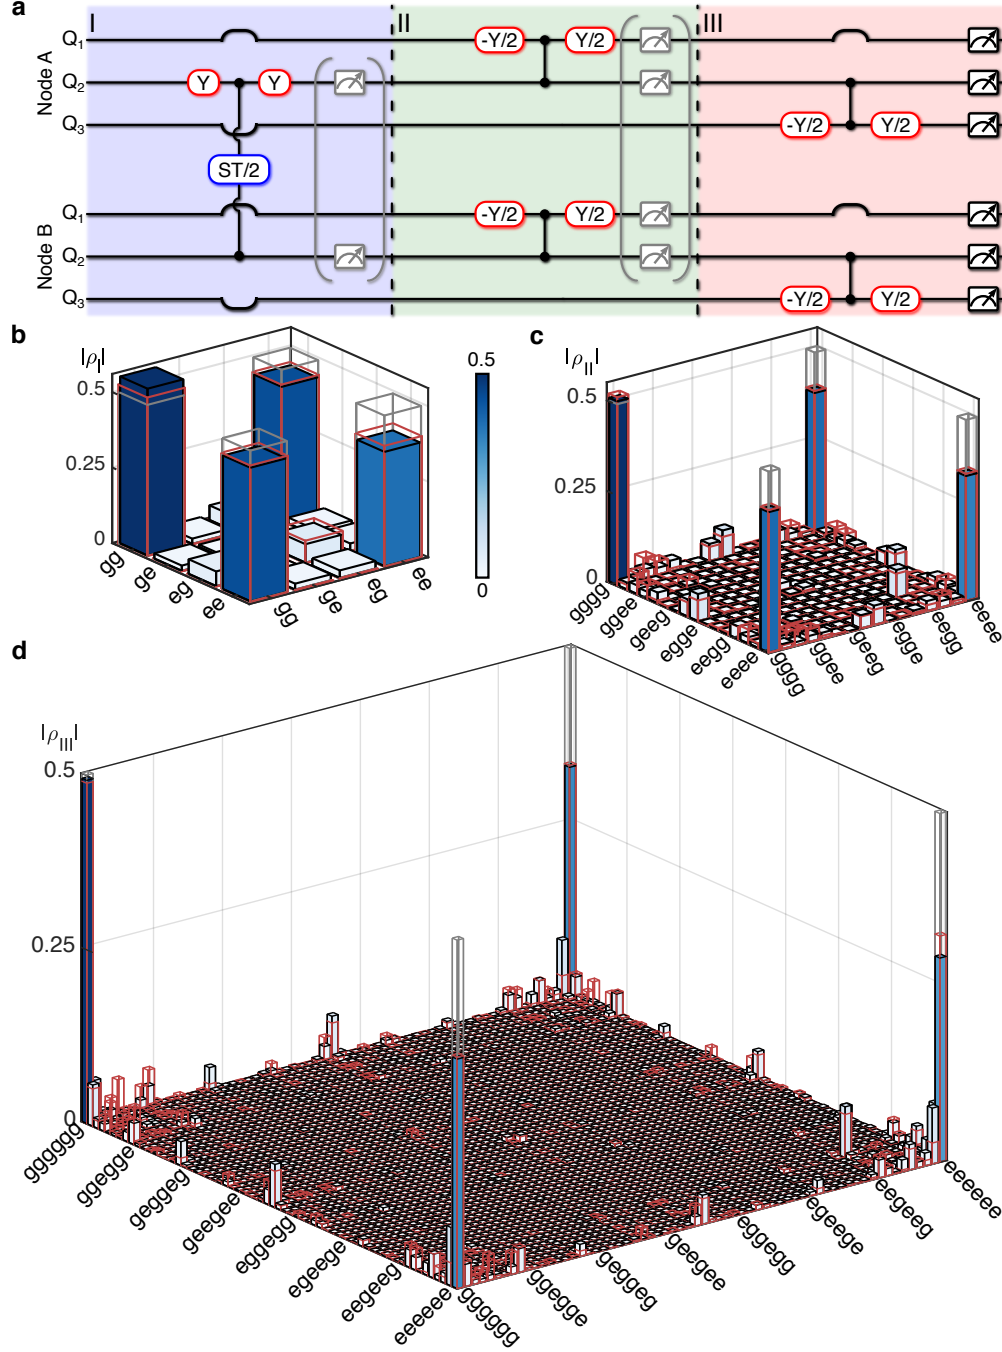 a
I II III
Node A
Q1 -Y/2 Y/2
Q2 Y Y
Q3 -Y/2 Y/2
ST/2
Node B
Q1 -Y/2 Y/2
Q2
Q3 -Y/2 Y/2
b
|ρI|
0.5
0.25
0
gg
ge
eg
ee
gg
ge
eg
ee
0.5
0
c
|ρII|
0.5
0.25
0
gggg
ggee
geeg
egge
eegg
eeee
gggg
ggee
geeg
egge
eegg
eeee
d
|ρIII|
0.5
0.25
0
gggggg
ggegge
geggeg
geegee
eggegg
egeege
eegeeg
eeeeee
gggggg
ggegge
geggeg
geegee
eggegg
egeege
eegeeg
eeeeee